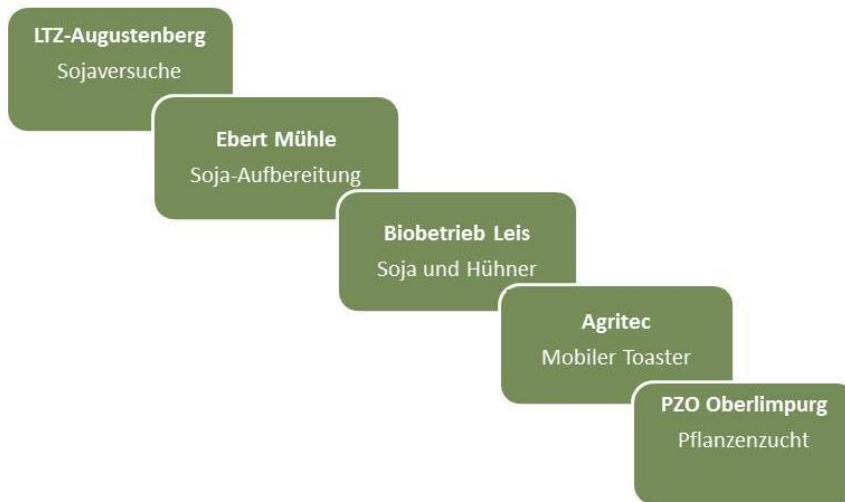 LTZ-Augustenberg
Sojaversuche
Ebert Mühle
Soja-Aufbereitung
Biobetrieb Leis
Soja und Hühner
Agritec
Mobiler Toaster
PZO Oberlimpurg
Pflanzenzucht